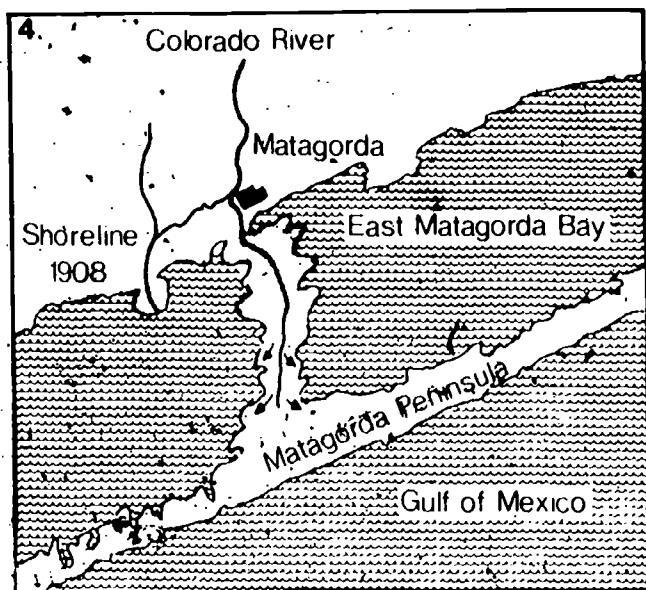 4
Colorado River
Matagorda
Shoreline
1908
East Matagorda Bay
Matagorda Peninsula
Gulf of Mexico